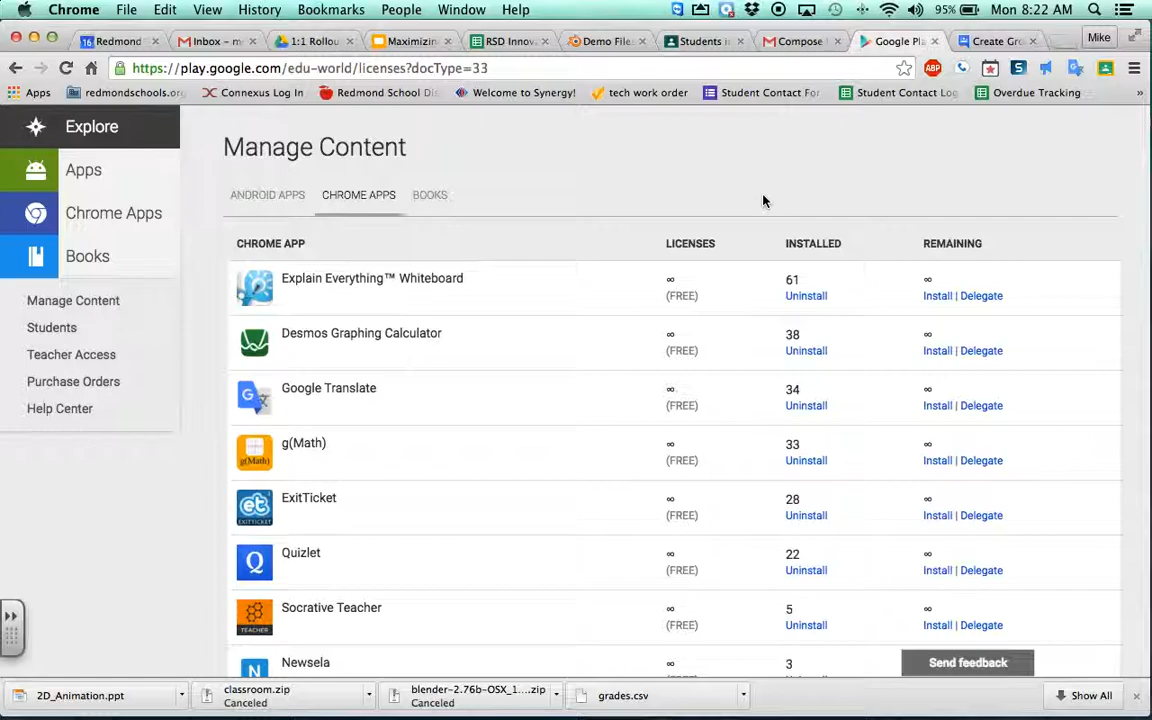 Chrome File Edit View History Bookmarks People Window Help 95% Mon 8:22 AM
Redmond Inbox – m 1:1 Rollou Maximizin RSD Innov Demo File Students is Compose Google Pla Create Gro Mike
https://play.google.com/edu-world/licenses?docType=33 ABP S
Apps redmondschools.org Connexus Log In Redmond School Dis Welcome to Synergy! tech work order Student Contact For Student Contact Log Overdue Tracking »
Explore
Apps
Chrome Apps
Books
Manage Content
Students
Teacher Access
Purchase Orders
Help Center
Manage Content
ANDROID APPS CHROME APPS BOOKS
CHROME APP LICENSES INSTALLED REMAINING
Explain Everything™ Whiteboard ∞ 61 ∞
(FREE) Uninstall Install | Delegate
Desmos Graphing Calculator ∞ 38 ∞
(FREE) Uninstall Install | Delegate
Google Translate ∞ 34 ∞
(FREE) Uninstall Install | Delegate
g(Math) ∞ 33 ∞
g(Math) (FREE) Uninstall Install | Delegate
ExitTicket ∞ 28 ∞
et EXITTICKET (FREE) Uninstall Install | Delegate
Quizlet ∞ 22 ∞
Q (FREE) Uninstall Install | Delegate
Socrative Teacher ∞ 5 ∞
TEACHER (FREE) Uninstall Install | Delegate
Newsela ∞ 3
N
Send feedback
2D_Animation.ppt
classroom.zip
Canceled
blender-2.76b-OSX_1....zip
Canceled
grades.csv
Show All